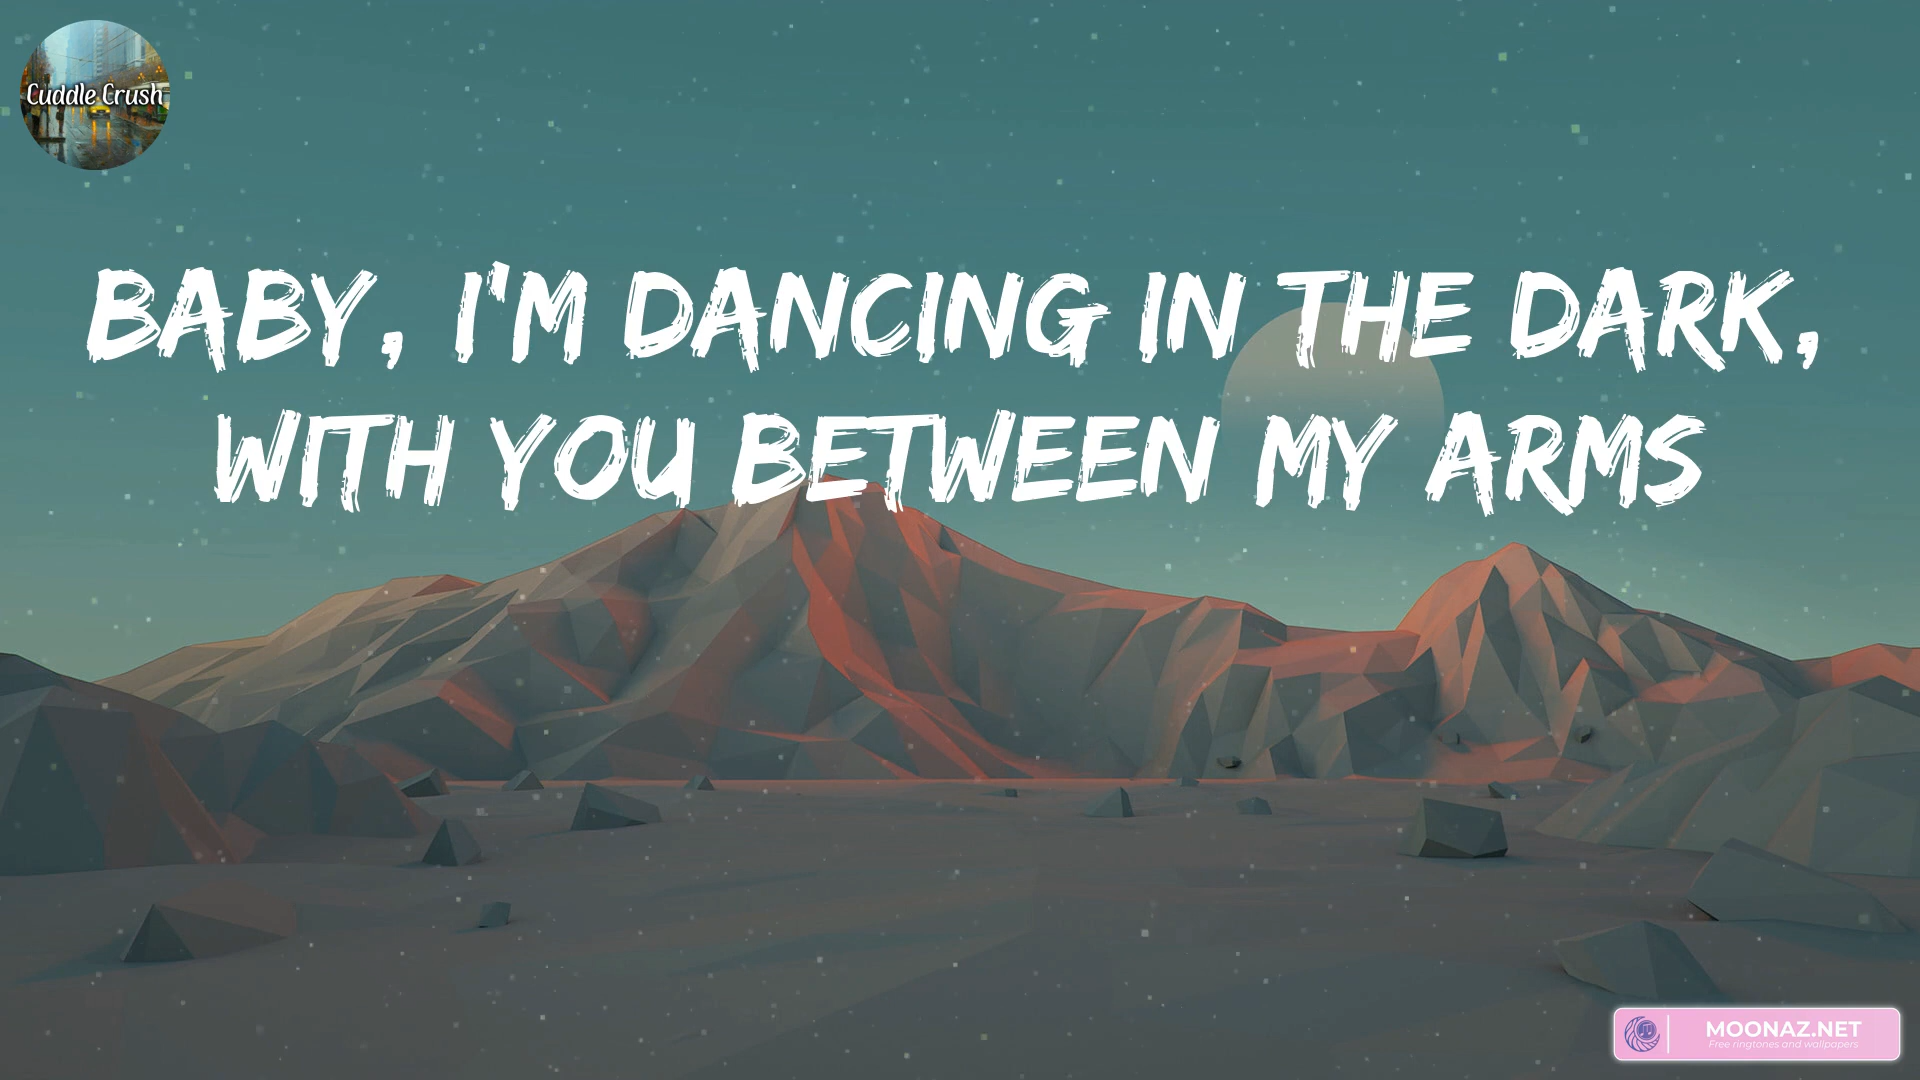 Cuddle Crush
BABY, I'M DANCING IN THE DARK,
WITH YOU BETWEEN MY ARMS
MOONAZ.NET
Free ringtones and wallpapers